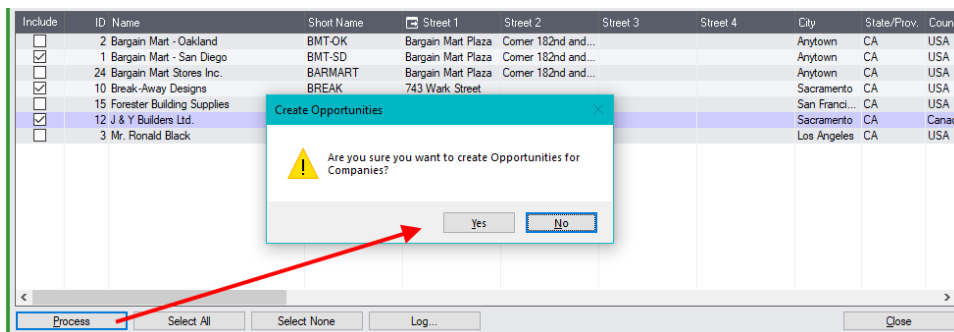 Include ID Name Short Name Street 1 Street 2 Street 3 Street 4 City State/Prov. Coun
2 Bargain Mart - Oakland BMT-OK Bargain Mart Plaza Corner 182nd and... Anytown CA USA
1 Bargain Mart - San Diego BMT-SD Bargain Mart Plaza Corner 182nd and... Anytown CA USA
24 Bargain Mart Stores Inc. BARMART Bargain Mart Plaza Corner 182nd and... Anytown CA USA
10 Break-Away Designs BREAK 743 Wark Street Sacramento CA USA
15 Forester Building Supplies San Franci... CA USA
12 J & Y Builders Ltd. Sacramento CA Canad
3 Mr. Ronald Black Los Angeles CA USA
Create Opportunities
Are you sure you want to create Opportunities for
Companies?
Yes No
Process Select All Select None Log... Close